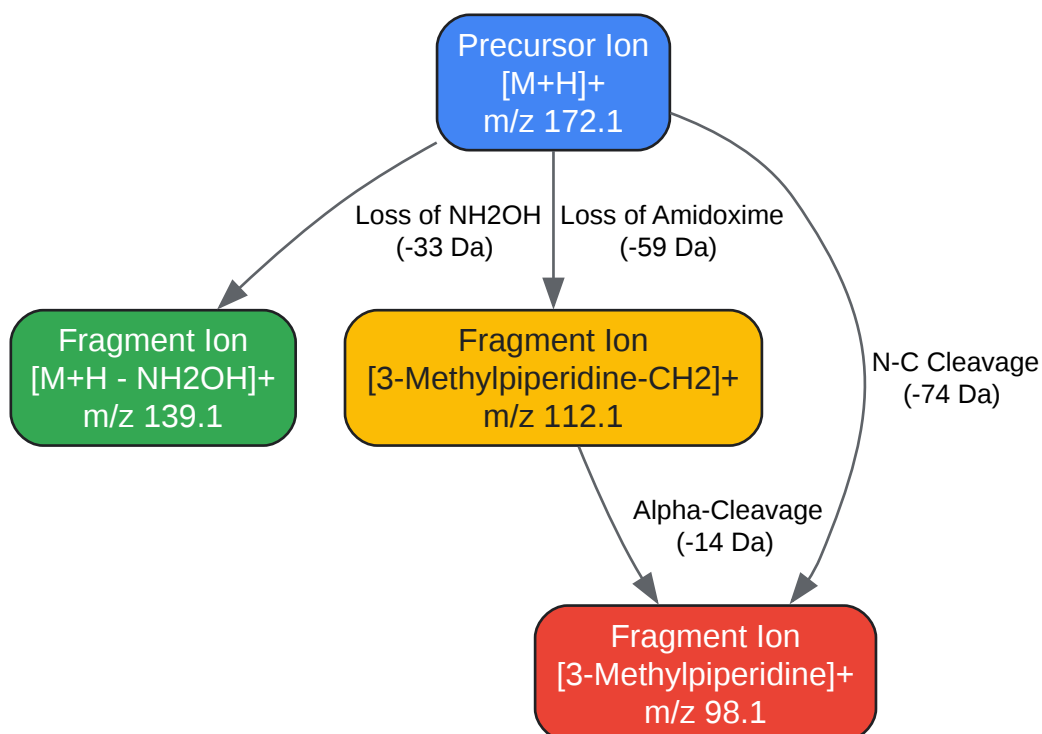 Precursor Ion
[M+H]+
m/z 172.1
Loss of NH2OH
(-33 Da)
Loss of Amidoxime
(-59 Da)
Fragment Ion
[M+H - NH2OH]+
m/z 139.1
Fragment Ion
[3-Methylpiperidine-CH2]+
m/z 112.1
N-C Cleavage
(-74 Da)
Alpha-Cleavage
(-14 Da)
Fragment Ion
[3-Methylpiperidine]+
m/z 98.1